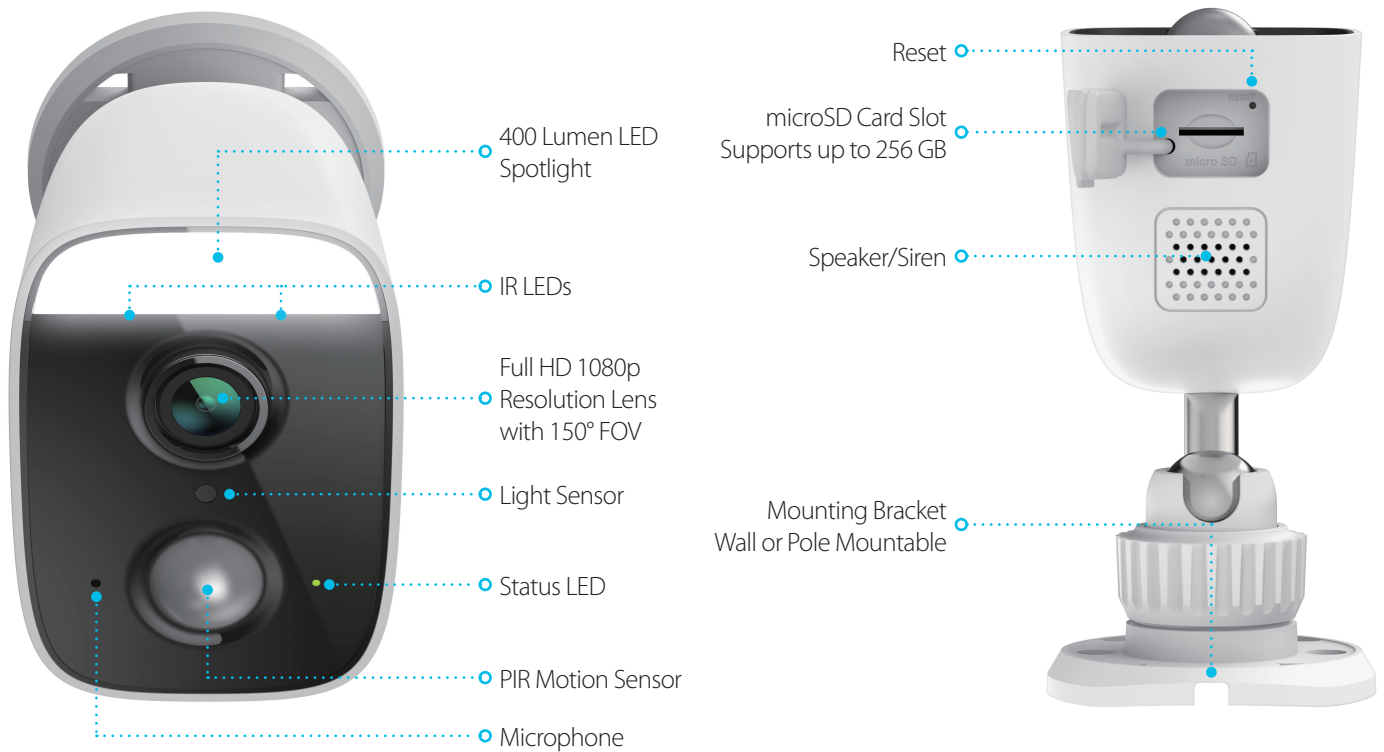 400 Lumen LED
Spotlight
IR LEDs
Full HD 1080p
Resolution Lens
with 150° FOV
Light Sensor
Status LED
PIR Motion Sensor
Microphone
Reset
microSD Card Slot
Supports up to 256 GB
Speaker/Siren
Mounting Bracket
Wall or Pole Mountable
RESET
micro SD